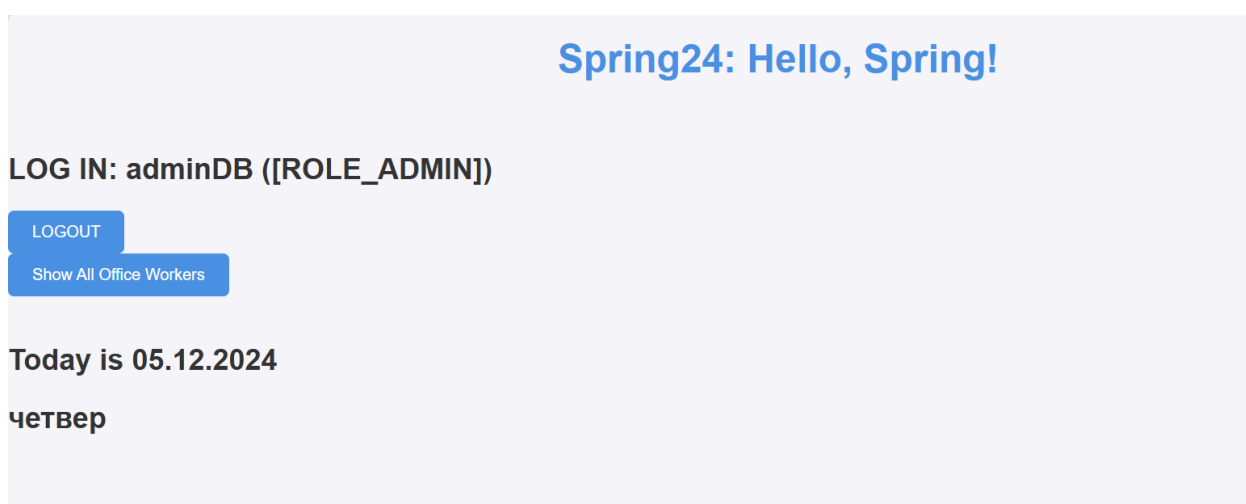 Spring24: Hello, Spring!
LOG IN: adminDB ([ROLE_ADMIN])
LOGOUT
Show All Office Workers
Today is 05.12.2024
четвер